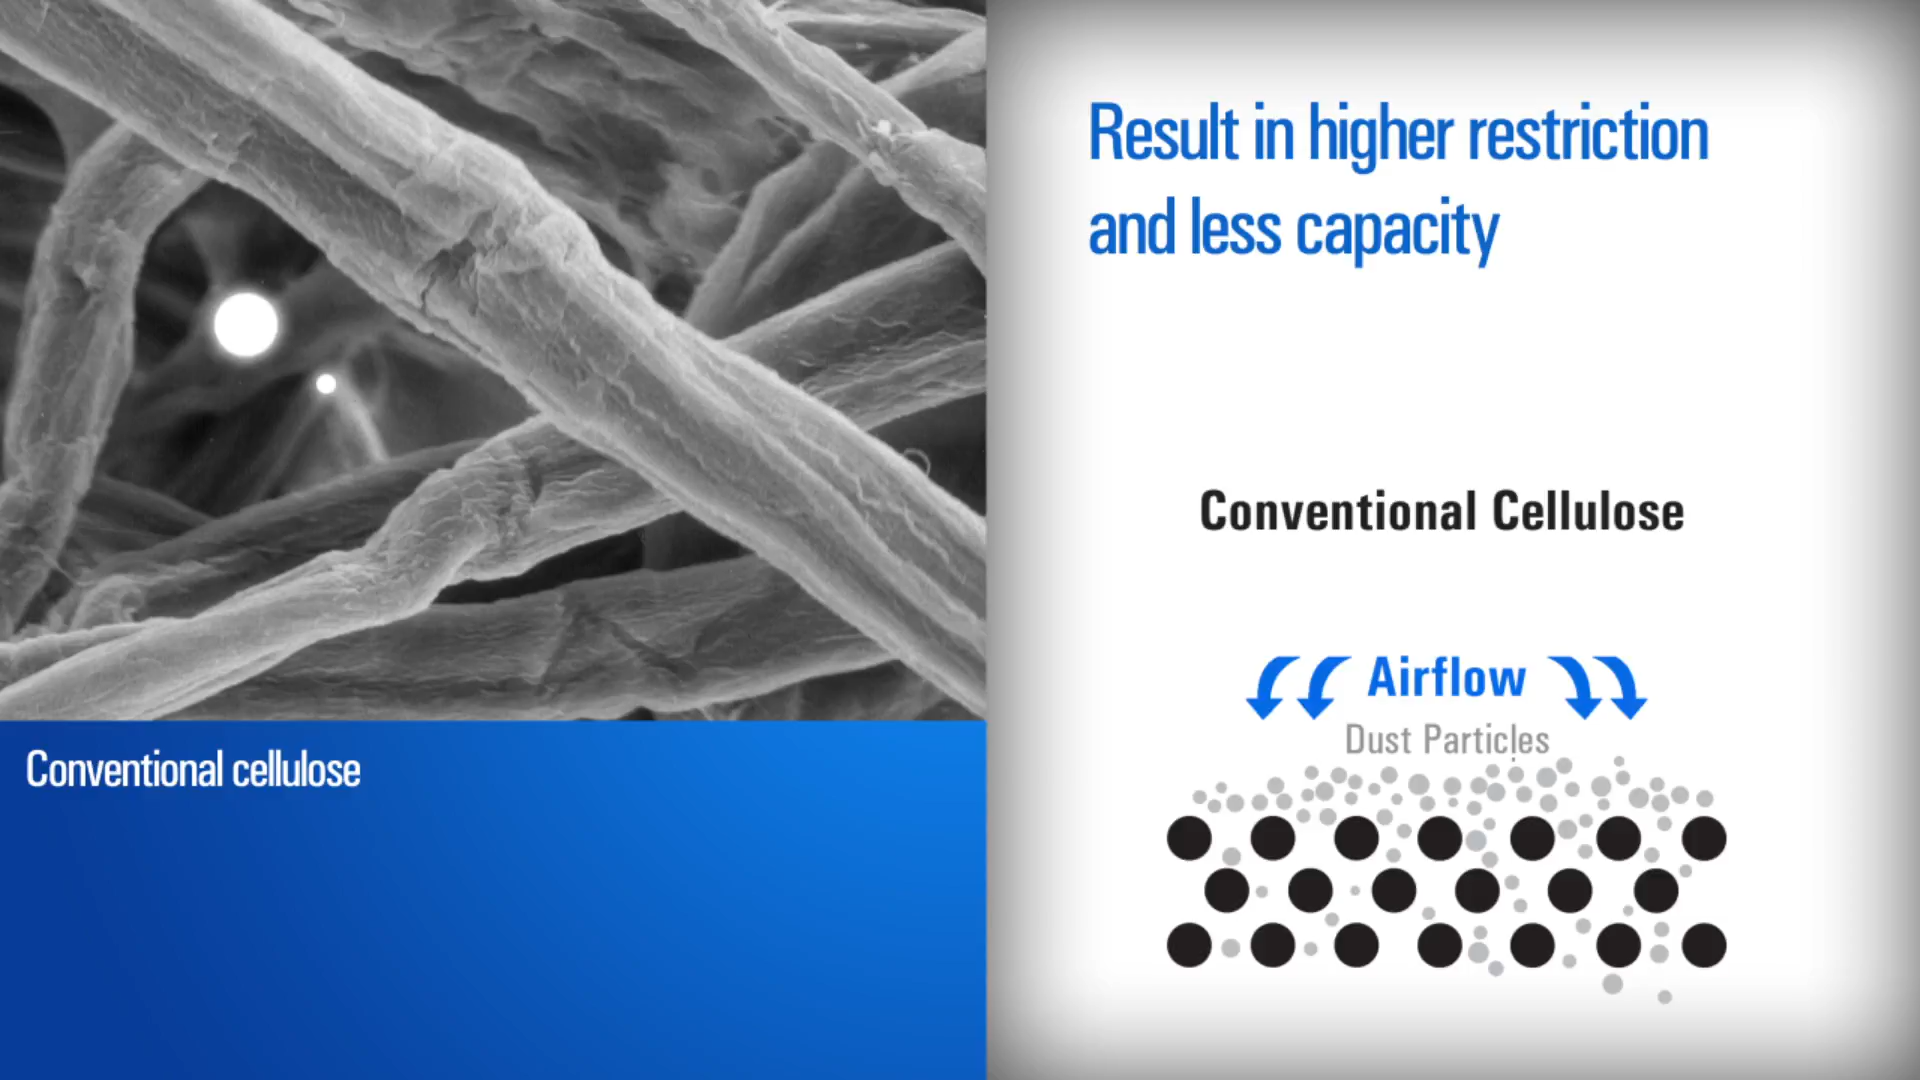 Result in higher restriction
and less capacity
Conventional Cellulose
Airflow
Dust Particles
Conventional cellulose